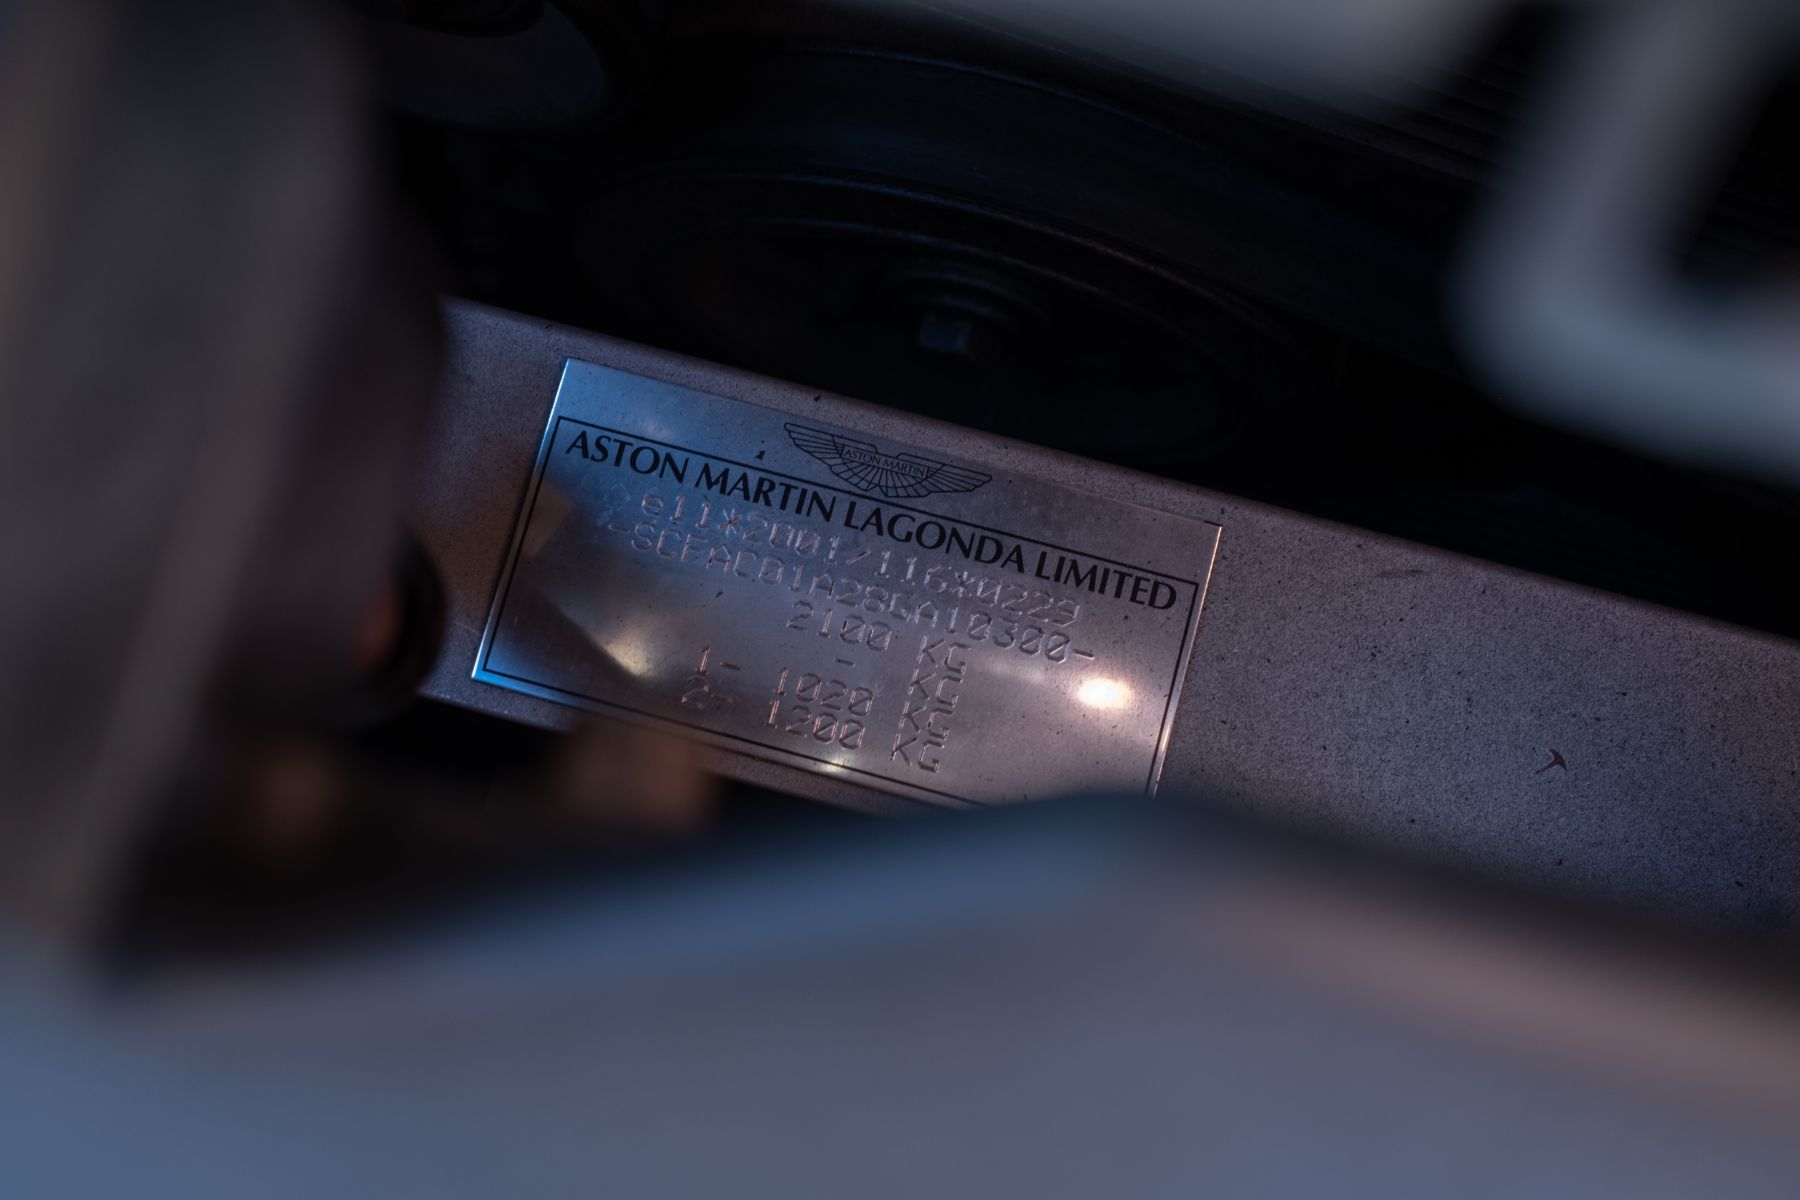 ASTON MARTIN
ASTON MARTIN LAGONDA LIMITED
e11*2001/116*0229
-SCFAC01A28GA10300-
2100 KG
- KG
1- 1020 KG
2- 1200 KG